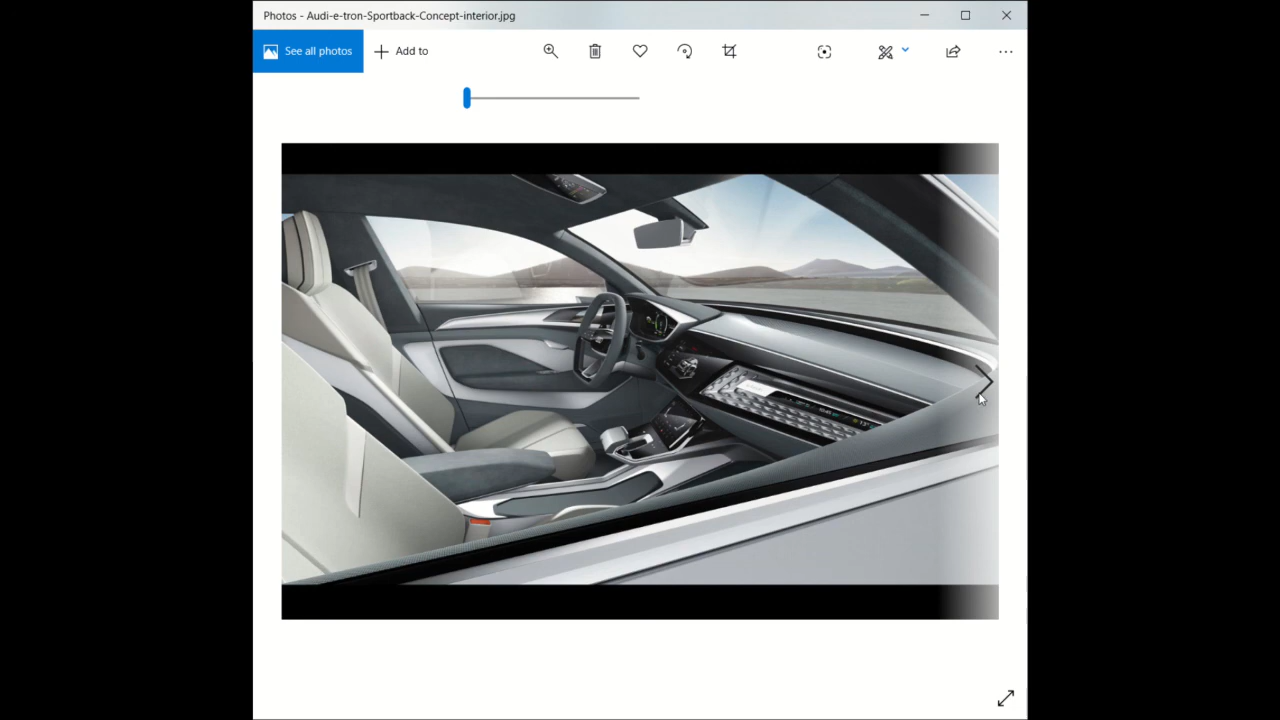 Photos - Audi-e-tron-Sportback-Concept-interior.jpg
See all photos
Add to